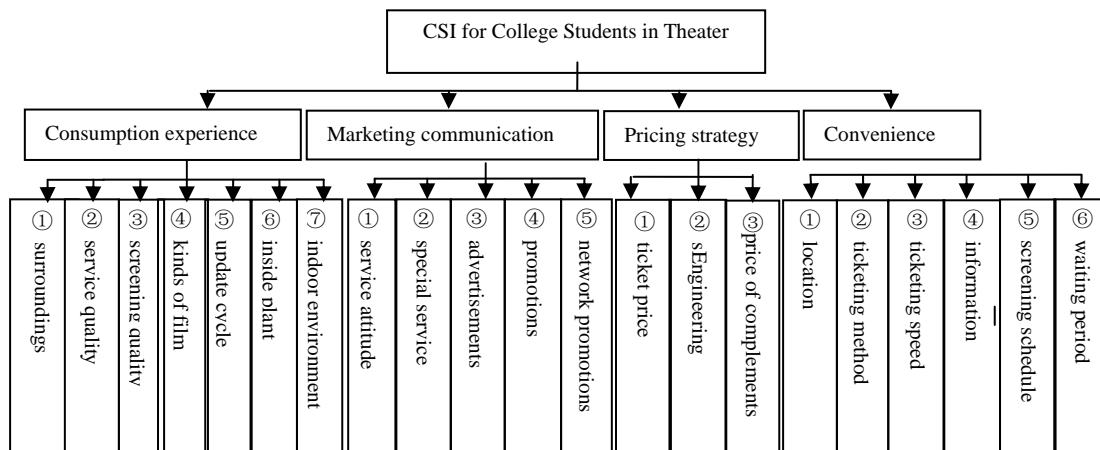 CSI for College Students in Theater
Consumption experience
Marketing communication
Pricing strategy
Convenience
① surroundings
② service quality
③ screening quality
④ kinds of film
⑤ update cycle
⑥ inside plant
⑦ indoor environment
① service attitude
② special service
③ advertisements
④ promotions
⑤ network promotions
① ticket price
② sEngineering
③ price of complements
① location
② ticketing method
③ ticketing speed
④ information
⑤ screening schedule
⑥ waiting period